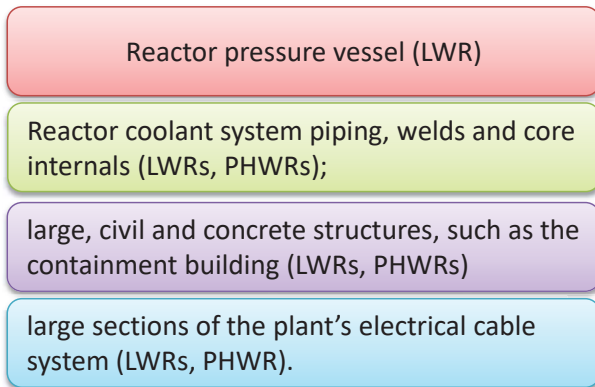 Reactor pressure vessel (LWR)
Reactor coolant system piping, welds and core
internals (LWRs, PHWRs);
large, civil and concrete structures, such as the
containment building (LWRs, PHWRs)
large sections of the plant’s electrical cable
system (LWRs, PHWR).